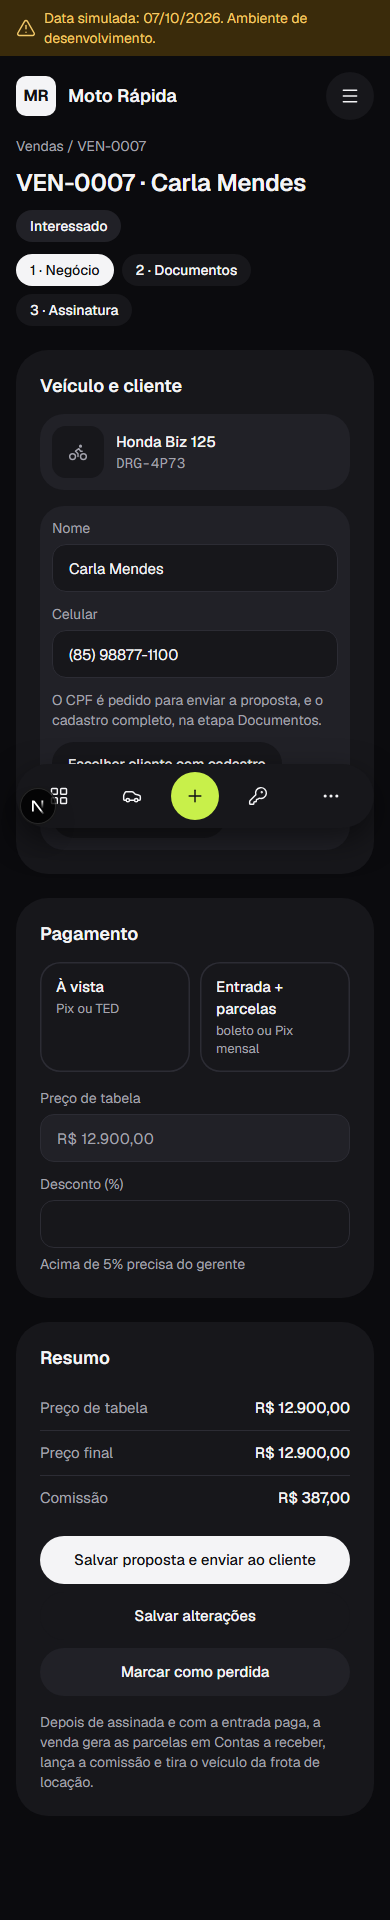 Data simulada: 07/10/2026. Ambiente de
desenvolvimento.
MR
Moto Rápida
Vendas / VEN-0007
VEN-0007 · Carla Mendes
Interessado
1 · Negócio
2 · Documentos
3 · Assinatura
Veículo e cliente
Honda Biz 125
DRG-4P73
Nome
Carla Mendes
Celular
(85) 98877-1100
O CPF é pedido para enviar a proposta, e o
cadastro completo, na etapa Documentos.
Escolher cliente com cadastro
N
Pagamento
À vista
Pix ou TED
Entrada +
parcelas
boleto ou Pix
mensal
Preço de tabela
R$ 12.900,00
Desconto (%)
Acima de 5% precisa do gerente
Resumo
Preço de tabela
R$ 12.900,00
Preço final
R$ 12.900,00
Comissão
R$ 387,00
Salvar proposta e enviar ao cliente
Salvar alterações
Marcar como perdida
Depois de assinada e com a entrada paga, a
venda gera as parcelas em Contas a receber,
lança a comissão e tira o veículo da frota de
locação.